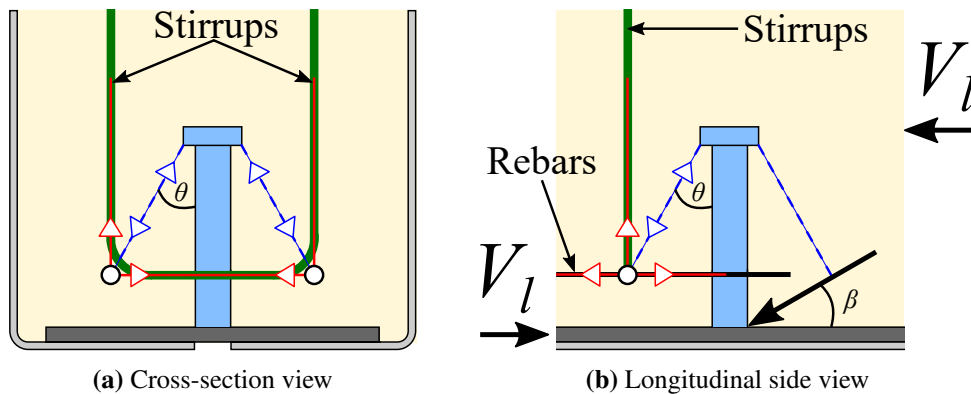 Stirrups
θ
(a) Cross-section view
Stirrups
V_l
Rebars
θ
V_l
β
(b) Longitudinal side view